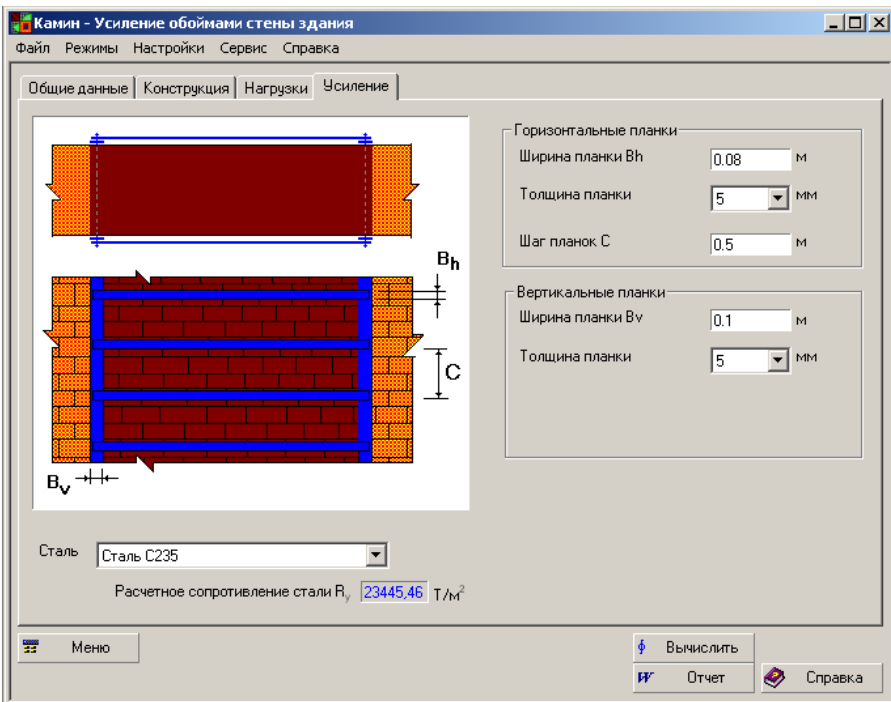 Камин - Усиление обоймами стены здания
Файл Режимы Настройки Сервис Справка
Общие данные Конструкция Нагрузки Усиление
Горизонтальные планки
Ширина планки Bh 0.08 м
Толщина планки 5 мм
Шаг планок C 0.5 м
Bh
C
Bv
Вертикальные планки
Ширина планки Bv 0.1 м
Толщина планки 5 мм
Сталь Сталь C235
Расчетное сопротивление стали Ry 23445,46 Т/м²
Меню
Вычислить
Отчет
Справка